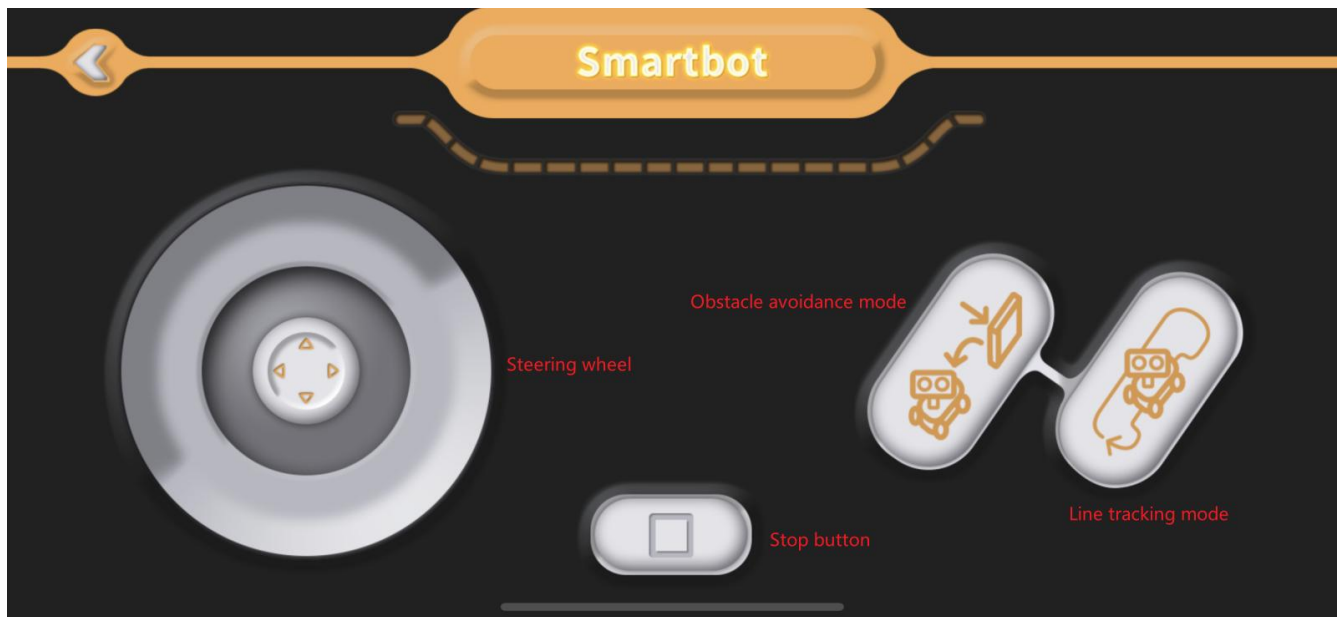 Smartbot
Obstacle avoidance mode
Steering wheel
Line tracking mode
Stop button